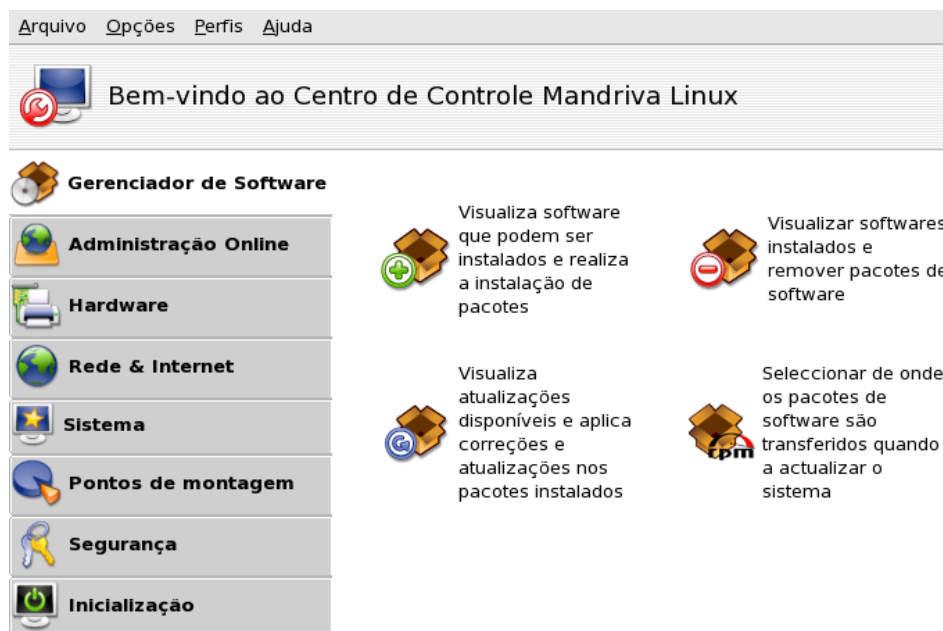 Arquivo Opções Perfis Ajuda
Bem-vindo ao Centro de Controle Mandriva Linux
Gerenciador de Software
Administração Online
Hardware
Rede & Internet
Sistema
Pontos de montagem
Segurança
Inicialização
Visualiza software
que podem ser
instalados e realiza
a instalação de
pacotes
Visualizar softwares
instalados e
remover pacotes de
software
Visualiza
atualizações
disponíveis e aplica
correções e
atualizações nos
pacotes instalados
rpm
Seleccionar de onde
os pacotes de
software são
transferidos quando
a actualizar o
sistema